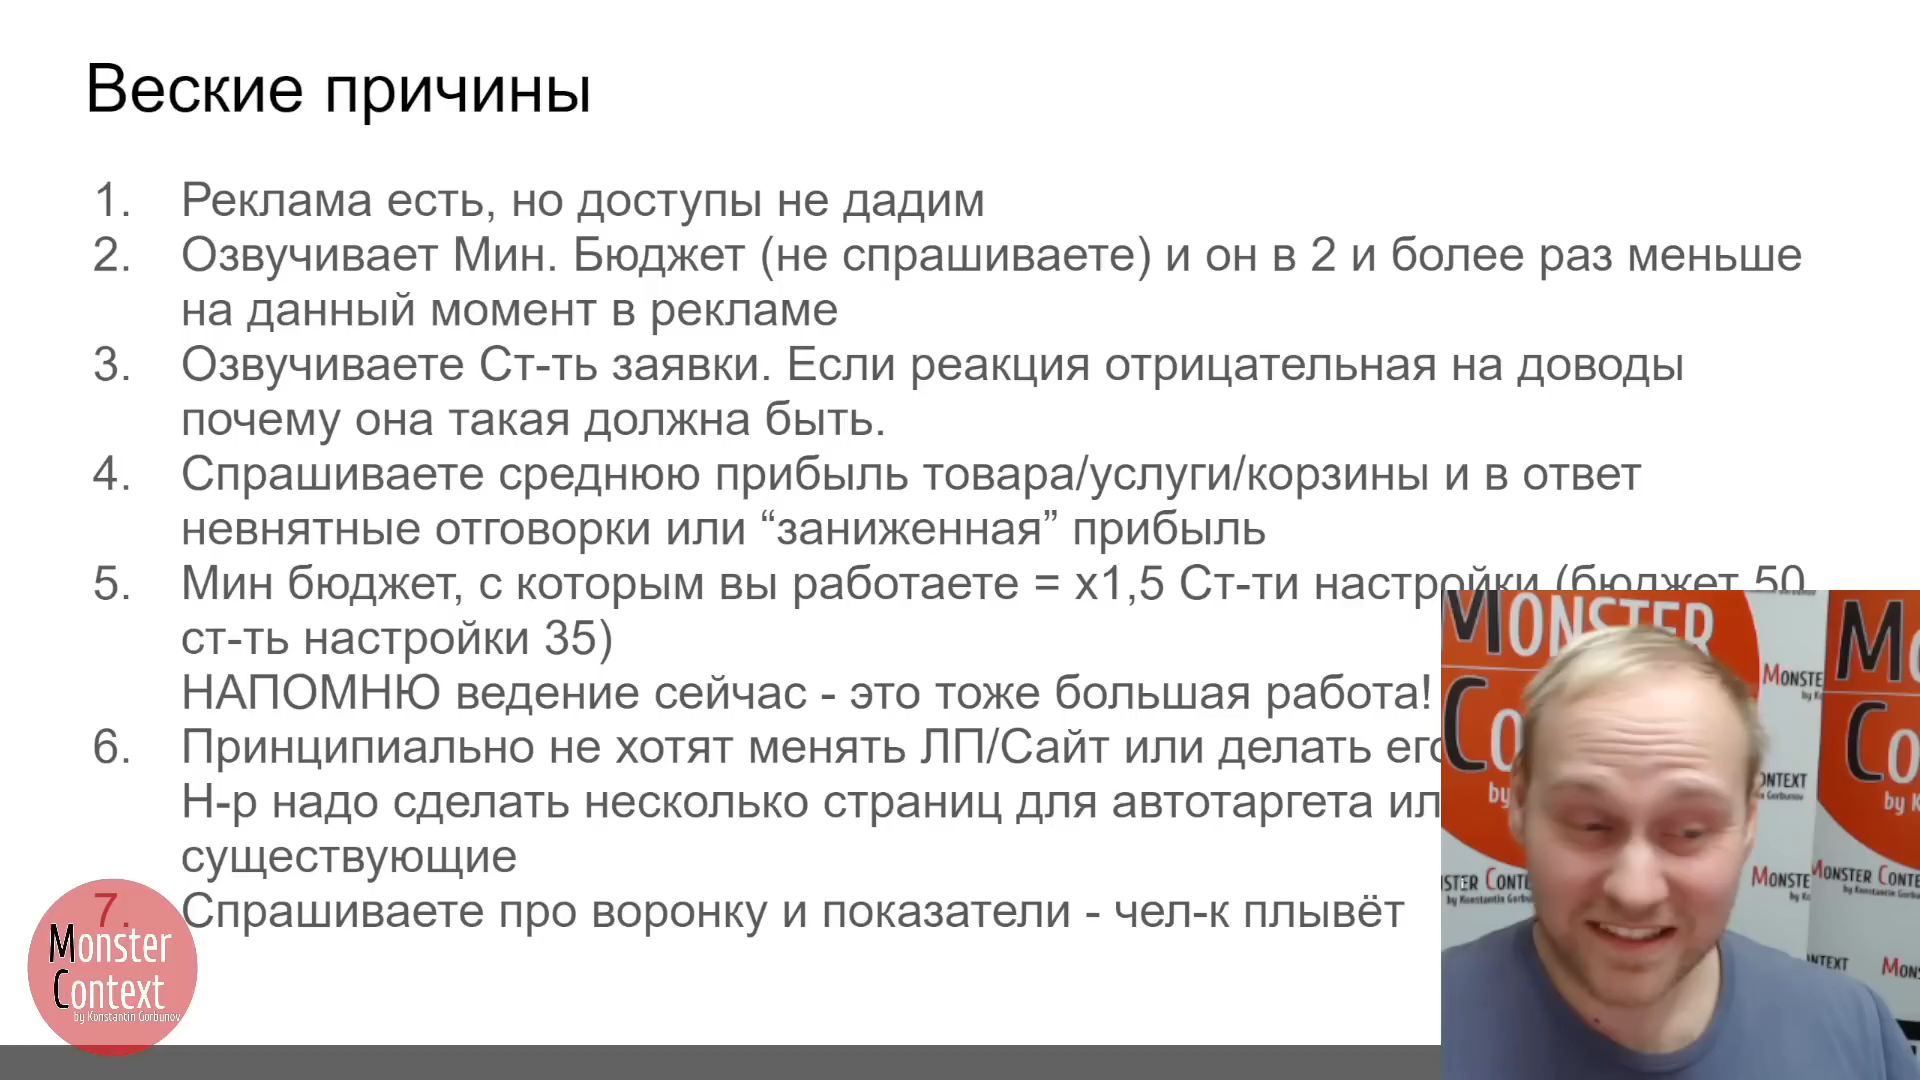 Веские причины
1. Реклама есть, но доступы не дадим
2. Озвучивает Мин. Бюджет (не спрашиваете) и он в 2 и более раз меньше
на данный момент в рекламе
3. Озвучиваете Ст-ть заявки. Если реакция отрицательная на доводы
почему она такая должна быть.
4. Спрашиваете среднюю прибыль товара/услуги/корзины и в ответ
невнятные отговорки или “заниженная” прибыль
5. Мин бюджет, с которым вы работаете = х1,5 Ст-ти настройки (бюджет 50
ст-ть настройки 35)
НАПОМНЮ ведение сейчас - это тоже большая работа!
6. Принципиально не хотят менять ЛП/Сайт или делать
Н-р надо сделать несколько страниц для автотаргета
существующие
7. Спрашиваете про воронку и показатели - чел-к плывёт
Monster
Context
by Konstantin Gorbunov
MONSTER